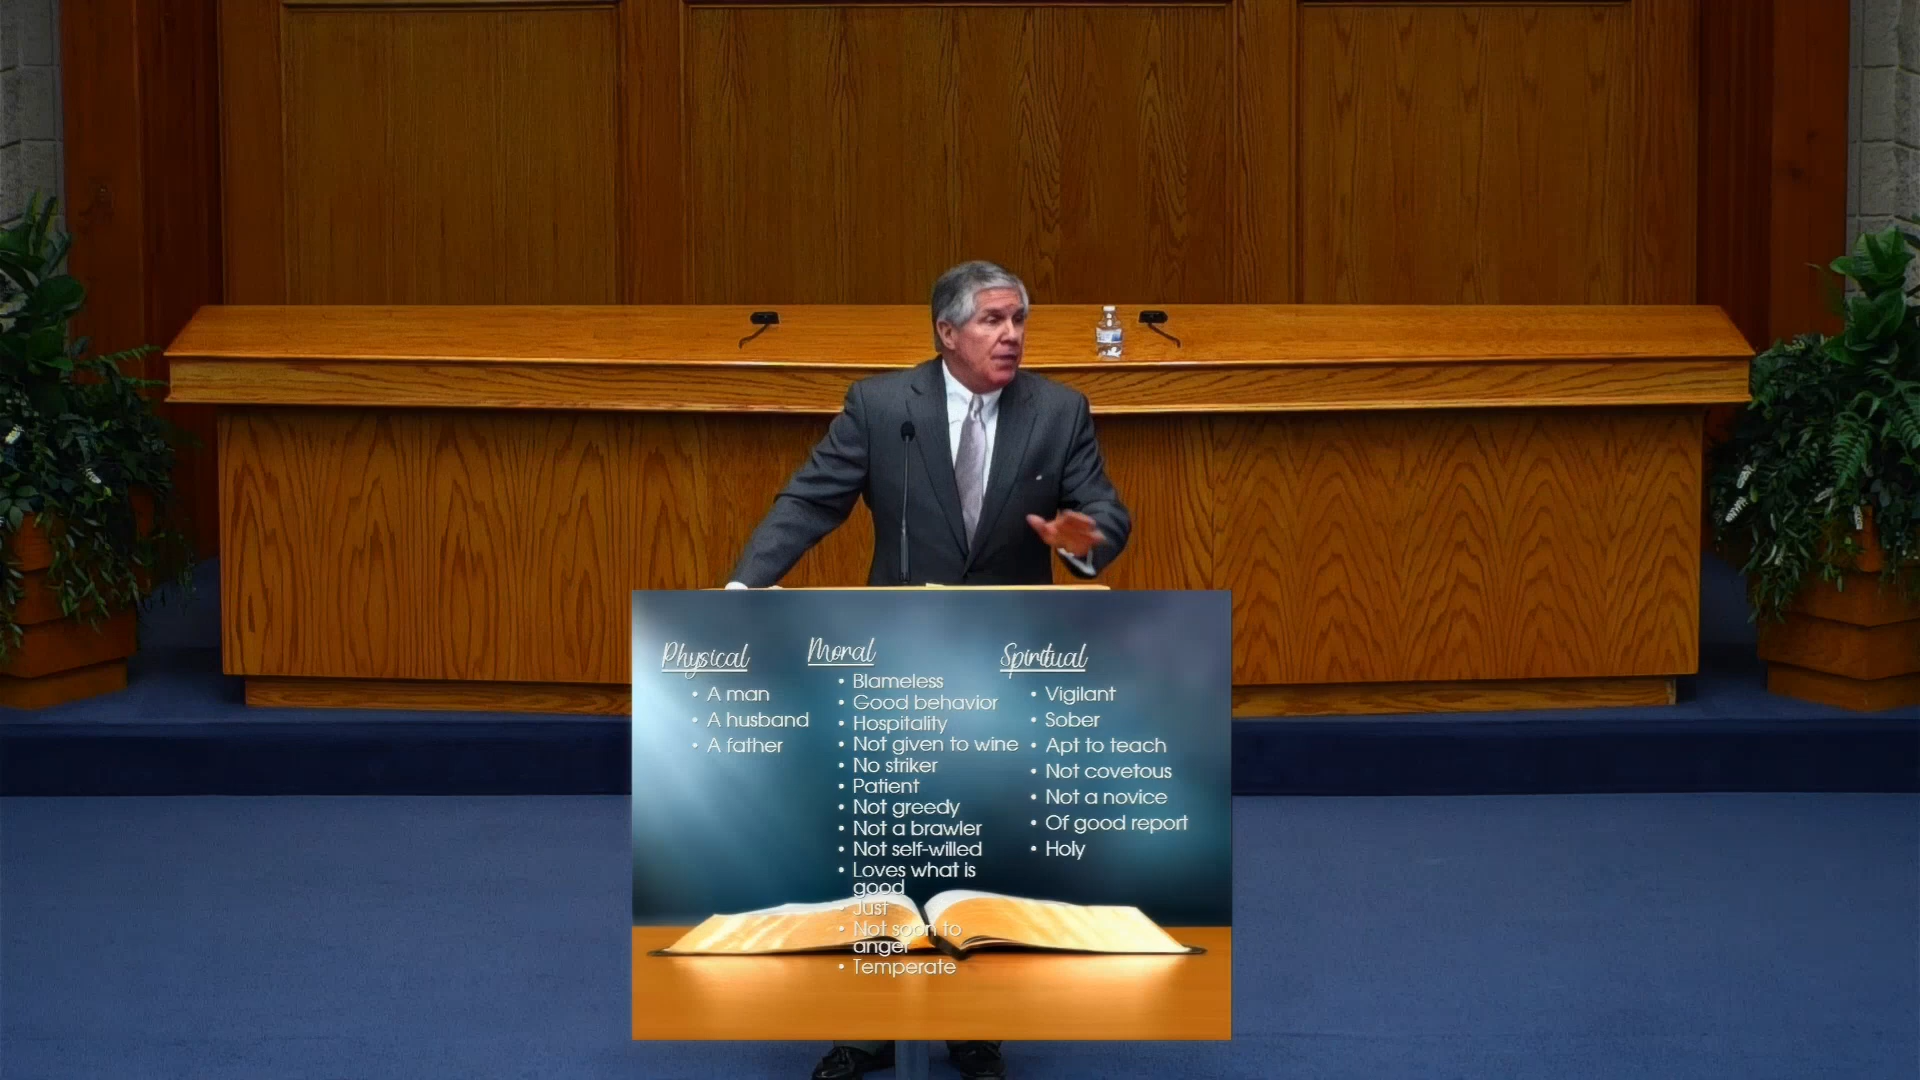 Physical
• A man
• A husband
• A father
Moral
• Blameless
• Good behavior
• Hospitality
• Not given to wine
• No striker
• Patient
• Not greedy
• Not a brawler
• Not self-willed
• Loves what is
good
• Just
• Not soon to
anger
• Temperate
Spiritual
• Vigilant
• Sober
• Apt to teach
• Not covetous
• Not a novice
• Of good report
• Holy